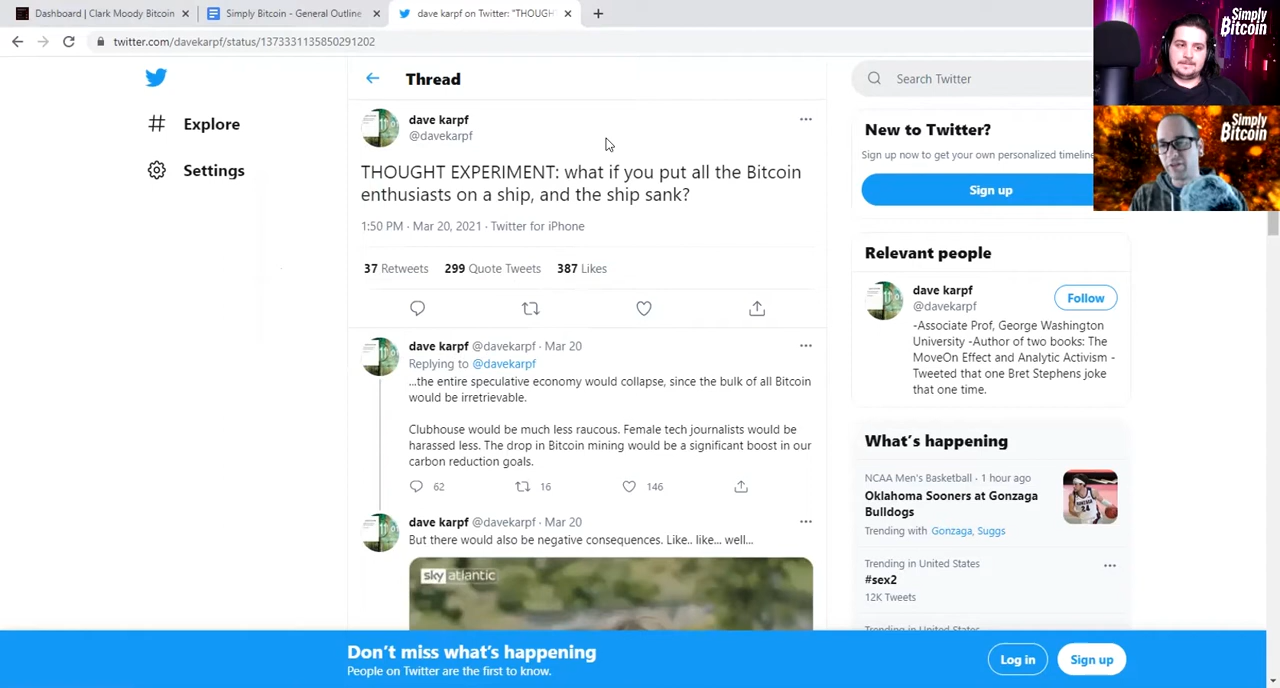 Dashboard | Clark Moody Bitcoin
Simply Bitcoin - General Outline
dave karpf on Twitter: "THOUGH
twitter.com/davekarpf/status/1373331135850291202
Simply
Bitcoin
Simply
Bitcoin
Explore
Settings
Thread
dave karpf
@davekarpf
THOUGHT EXPERIMENT: what if you put all the Bitcoin
enthusiasts on a ship, and the ship sank?
1:50 PM · Mar 20, 2021 · Twitter for iPhone
37 Retweets 299 Quote Tweets 387 Likes
dave karpf @davekarpf · Mar 20
Replying to @davekarpf
...the entire speculative economy would collapse, since the bulk of all Bitcoin
would be irretrievable.
Clubhouse would be much less raucous. Female tech journalists would be
harassed less. The drop in Bitcoin mining would be a significant boost in our
carbon reduction goals.
62 16 146
dave karpf @davekarpf · Mar 20
But there would also be negative consequences. Like.. like... well...
sky atlantic
Search Twitter
New to Twitter?
Sign up now to get your own personalized timeline
Sign up
Relevant people
dave karpf
@davekarpf
Follow
-Associate Prof, George Washington
University -Author of two books: The
MoveOn Effect and Analytic Activism -
Tweeted that one Bret Stephens joke
that one time.
What's happening
NCAA Men's Basketball · 1 hour ago
Oklahoma Sooners at Gonzaga
Bulldogs
Trending with Gonzaga, Suggs
Trending in United States
#sex2
12K Tweets
Trending in United States
Don't miss what's happening
People on Twitter are the first to know.
Log in
Sign up